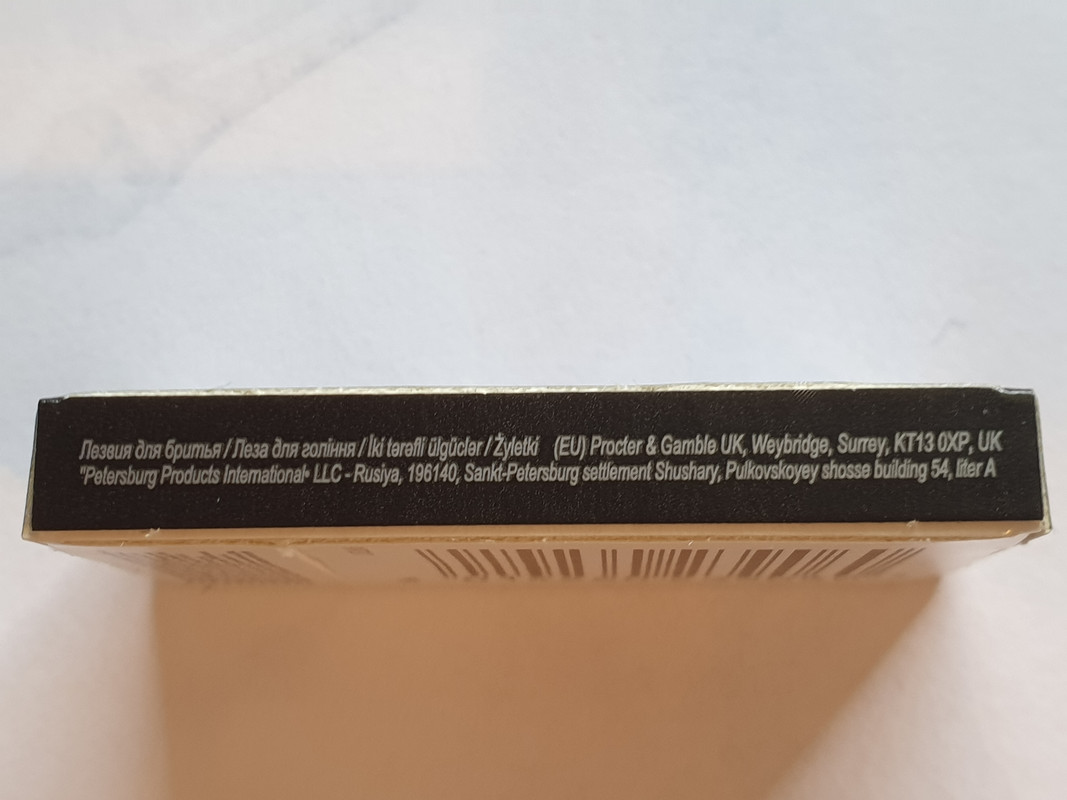 Лезвия для бритья / Леза для гоління / İki tərəfli ülgüclər / Żyletki (EU) Procter & Gamble UK, Weybridge, Surrey, KT13 0XP, UK
"Petersburg Products International" LLC - Rusiya, 196140, Sankt-Petersburg settlement Shushary, Pulkovskoyey shosse building 54, liter A